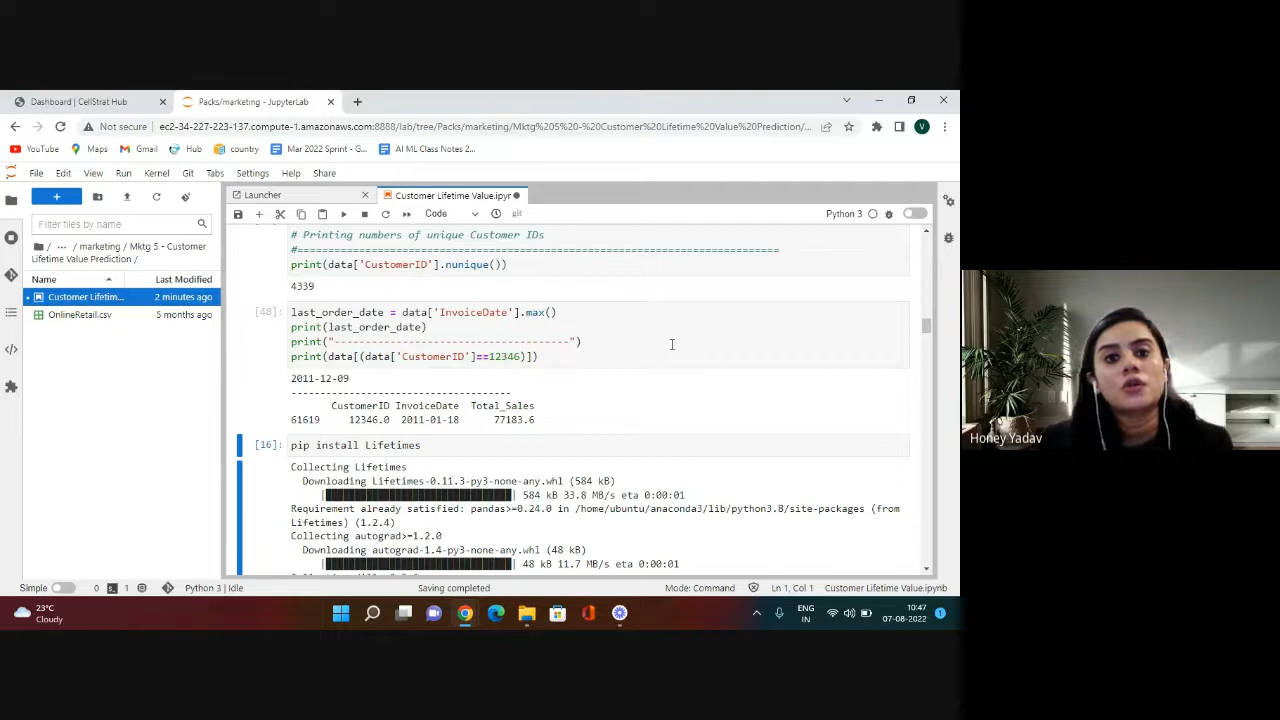 Dashboard | CellStrat Hub
Packs/marketing - JupyterLab
Not secure
ec2-34-227-223-137.compute-1.amazonaws.com:8888/lab/tree/Packs/marketing/Mktg%205%20-%20Customer%20Lifetime%20Value%20Prediction/...
YouTube
Maps
Gmail
Hub
country
Mar 2022 Sprint - G...
AI ML Class Notes 2...
File Edit View Run Kernel Git Tabs Settings Help Share
Launcher
Customer Lifetime Value.ipyr
Filter files by name
Code
git
Python 3
/ ... / marketing / Mktg 5 - Customer
Lifetime Value Prediction /
Name
Last Modified
Customer Lifetim...
2 minutes ago
OnlineRetail.csv
5 months ago
# Printing numbers of unique Customer IDs
#================================================================================
print(data['CustomerID'].nunique())
4339
[48]:
last_order_date = data['InvoiceDate'].max()
print(last_order_date)
print("--------------------------------------")
print(data[(data['CustomerID']==12346)])
2011-12-09
--------------------------------------
CustomerID InvoiceDate Total_Sales
61619 12346.0 2011-01-18 77183.6
[16]:
pip install Lifetimes
Collecting Lifetimes
Downloading Lifetimes-0.11.3-py3-none-any.whl (584 kB)
584 kB 33.8 MB/s eta 0:00:01
Requirement already satisfied: pandas>=0.24.0 in /home/ubuntu/anaconda3/lib/python3.8/site-packages (from
Lifetimes) (1.2.4)
Collecting autograd>=1.2.0
Downloading autograd-1.4-py3-none-any.whl (48 kB)
48 kB 11.7 MB/s eta 0:00:01
Simple
0
1
Python 3 | Idle
Saving completed
Mode: Command
Ln 1, Col 1
Customer Lifetime Value.ipynb
23°C
Cloudy
ENG
IN
10:47
07-08-2022
1
V
Honey Yadav